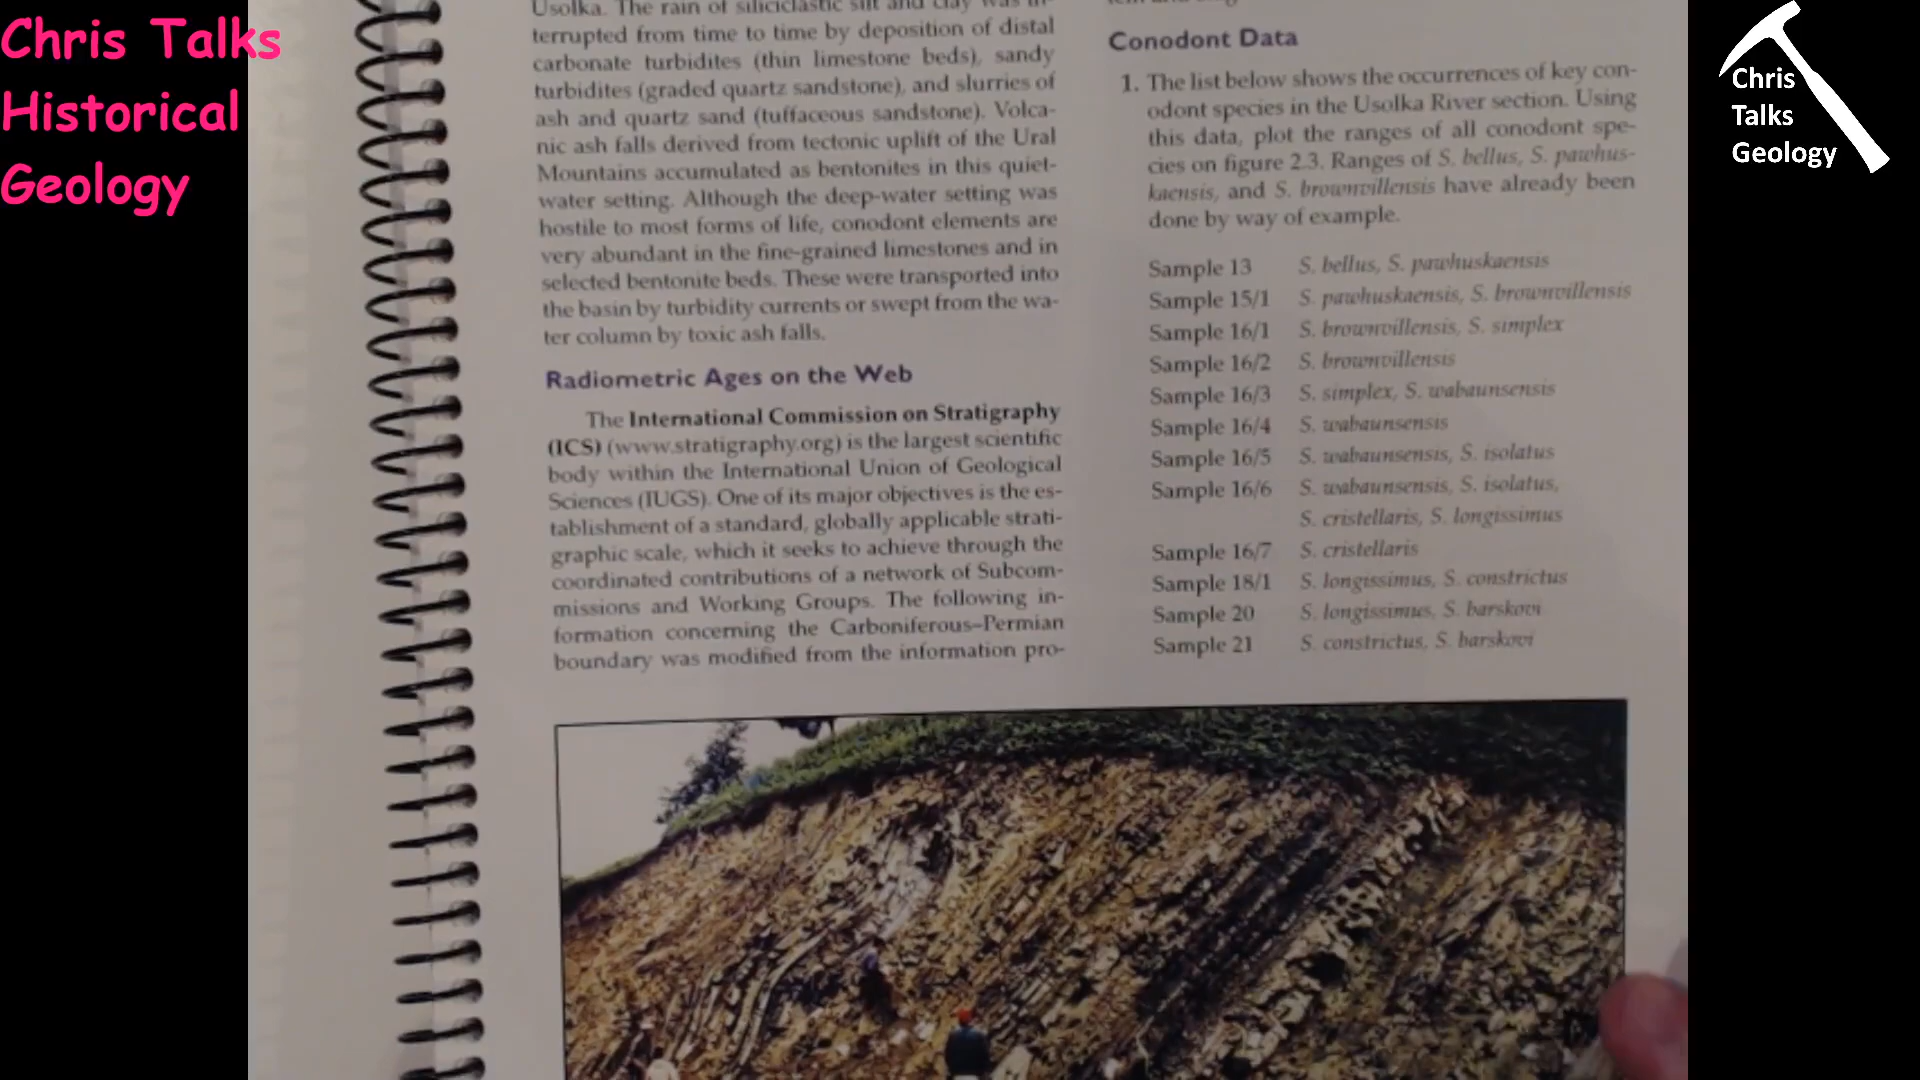 Chris Talks
Historical
Geology
Chris
Talks
Geology
Usolka. The rain of siliciclastic silt and clay was in-
terrupted from time to time by deposition of distal
carbonate turbidites (thin limestone beds), sandy
turbidites (graded quartz sandstone), and slurries of
ash and quartz sand (tuffaceous sandstone). Volca-
nic ash falls derived from tectonic uplift of the Ural
Mountains accumulated as bentonites in this quiet-
water setting. Although the deep-water setting was
hostile to most forms of life, conodont elements are
very abundant in the fine-grained limestones and in
selected bentonite beds. These were transported into
the basin by turbidity currents or swept from the wa-
ter column by toxic ash falls.
Radiometric Ages on the Web
The International Commission on Stratigraphy
(ICS) (www.stratigraphy.org) is the largest scientific
body within the International Union of Geological
Sciences (IUGS). One of its major objectives is the es-
tablishment of a standard, globally applicable strati-
graphic scale, which it seeks to achieve through the
coordinated contributions of a network of Subcom-
missions and Working Groups. The following in-
formation concerning the Carboniferous–Permian
boundary was modified from the information pro-
Conodont Data
1. The list below shows the occurrences of key con-
odont species in the Usolka River section. Using
this data, plot the ranges of all conodont spe-
cies on figure 2.3. Ranges of S. bellus, S. pawhus-
kaensis, and S. brownvillensis have already been
done by way of example.
Sample 13 S. bellus, S. pawhuskaensis
Sample 15/1 S. pawhuskaensis, S. brownvillensis
Sample 16/1 S. brownvillensis, S. simplex
Sample 16/2 S. brownvillensis
Sample 16/3 S. simplex, S. wabaunsensis
Sample 16/4 S. wabaunsensis
Sample 16/5 S. wabaunsensis, S. isolatus
Sample 16/6 S. wabaunsensis, S. isolatus,
S. cristellaris, S. longissimus
Sample 16/7 S. cristellaris
Sample 18/1 S. longissimus, S. constrictus
Sample 20 S. longissimus, S. barskovi
Sample 21 S. constrictus, S. barskovi